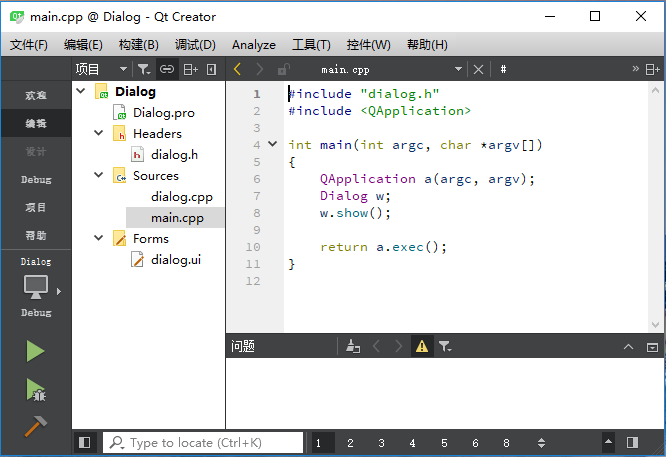 main.cpp @ Dialog - Qt Creator
文件(F) 编辑(E) 构建(B) 调试(D) Analyze 工具(T) 控件(W) 帮助(H)
项目 main.cpp #
欢迎
编辑
设计
Debug
项目
帮助
Dialog
Debug
Dialog
Dialog.pro
Headers
dialog.h
Sources
dialog.cpp
main.cpp
Forms
dialog.ui
1 #include "dialog.h"
2 #include <QApplication>
3
4 int main(int argc, char *argv[])
5 {
6 QApplication a(argc, argv);
7 Dialog w;
8 w.show();
9
10 return a.exec();
11 }
12
问题
Type to locate (Ctrl+K) 1 2 3 4 5 6 8